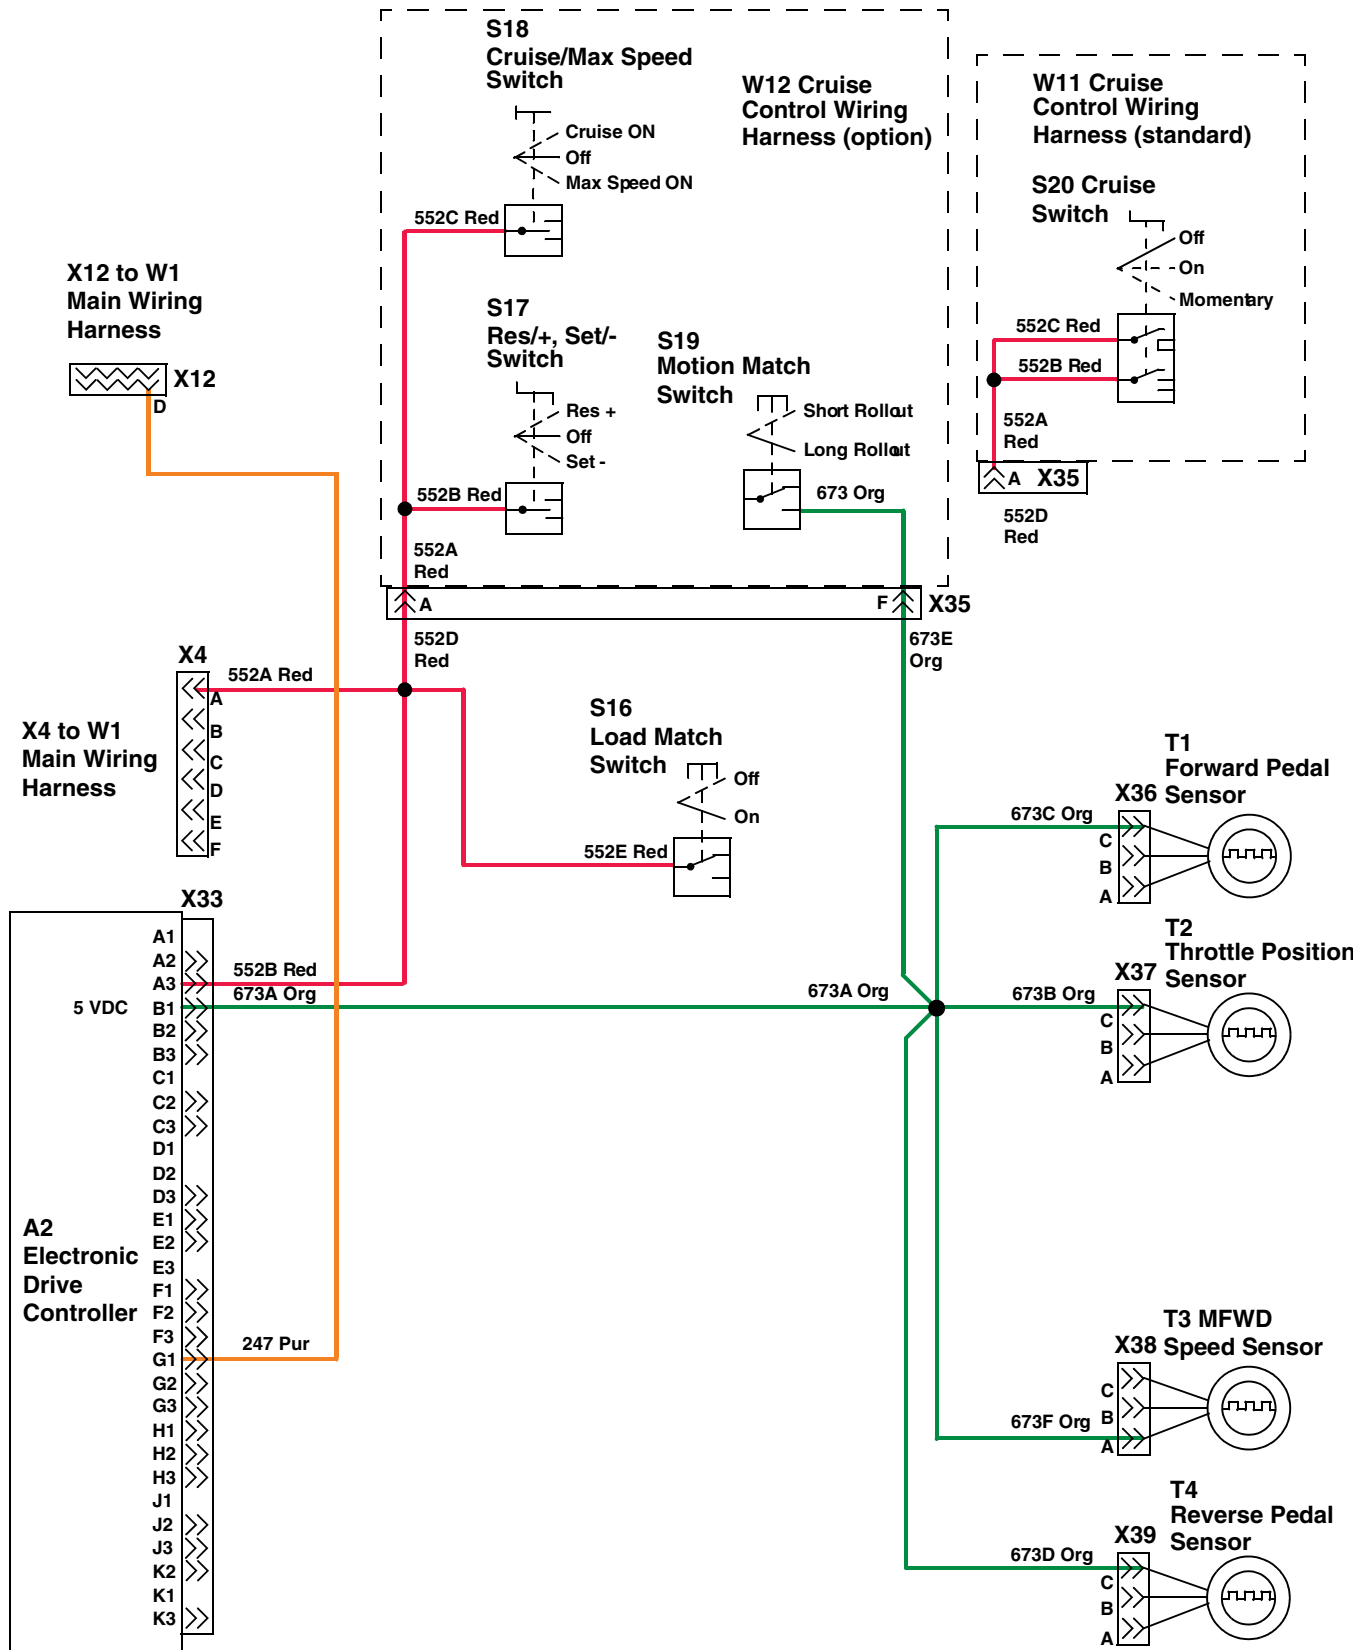 S18
Cruise/Max Speed
Switch
Cruise ON
Off
Max Speed ON
552C Red
W12 Cruise
Control Wiring
Harness (option)
W11 Cruise
Control Wiring
Harness (standard)
S20 Cruise
Switch
Off
On
Momentary
552C Red
552B Red
552A
Red
A
X35
552D
Red
X12 to W1
Main Wiring
Harness
X12
D
S17
Res/+, Set/-
Switch
Res +
Off
Set -
552B Red
S19
Motion Match
Switch
Short Rollout
Long Rollout
673 Org
552A
Red
A
F
X35
552D
Red
673E
Org
X4
552A Red
A
B
C
D
E
F
X4 to W1
Main Wiring
Harness
S16
Load Match
Switch
Off
On
552E Red
T1
Forward Pedal
Sensor
X36
673C Org
C
B
A
T2
Throttle Position
Sensor
X37
673B Org
C
B
A
X33
A1
A2
A3
552B Red
673A Org
673A Org
5 VDC
B1
B2
B3
C1
C2
C3
D1
D2
D3
E1
E2
E3
F1
F2
F3
G1
247 Pur
G2
G3
H1
H2
H3
J1
J2
J3
K2
K1
K3
A2
Electronic
Drive
Controller
T3 MFWD
Speed Sensor
X38
C
B
673F Org
A
T4
Reverse Pedal
Sensor
X39
673D Org
C
B
A